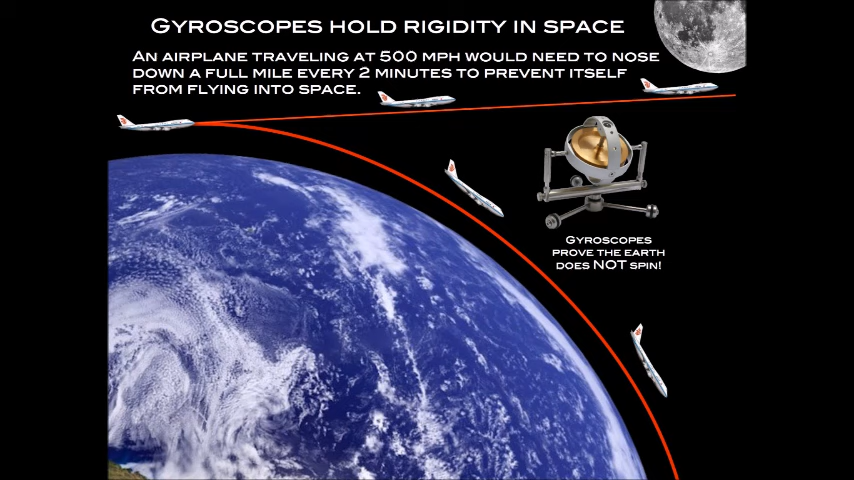 Gyroscopes hold rigidity in space
An airplane traveling at 500 mph would need to nose
down a full mile every 2 minutes to prevent itself
from flying into space.
Gyroscopes
prove the earth
does NOT spin!